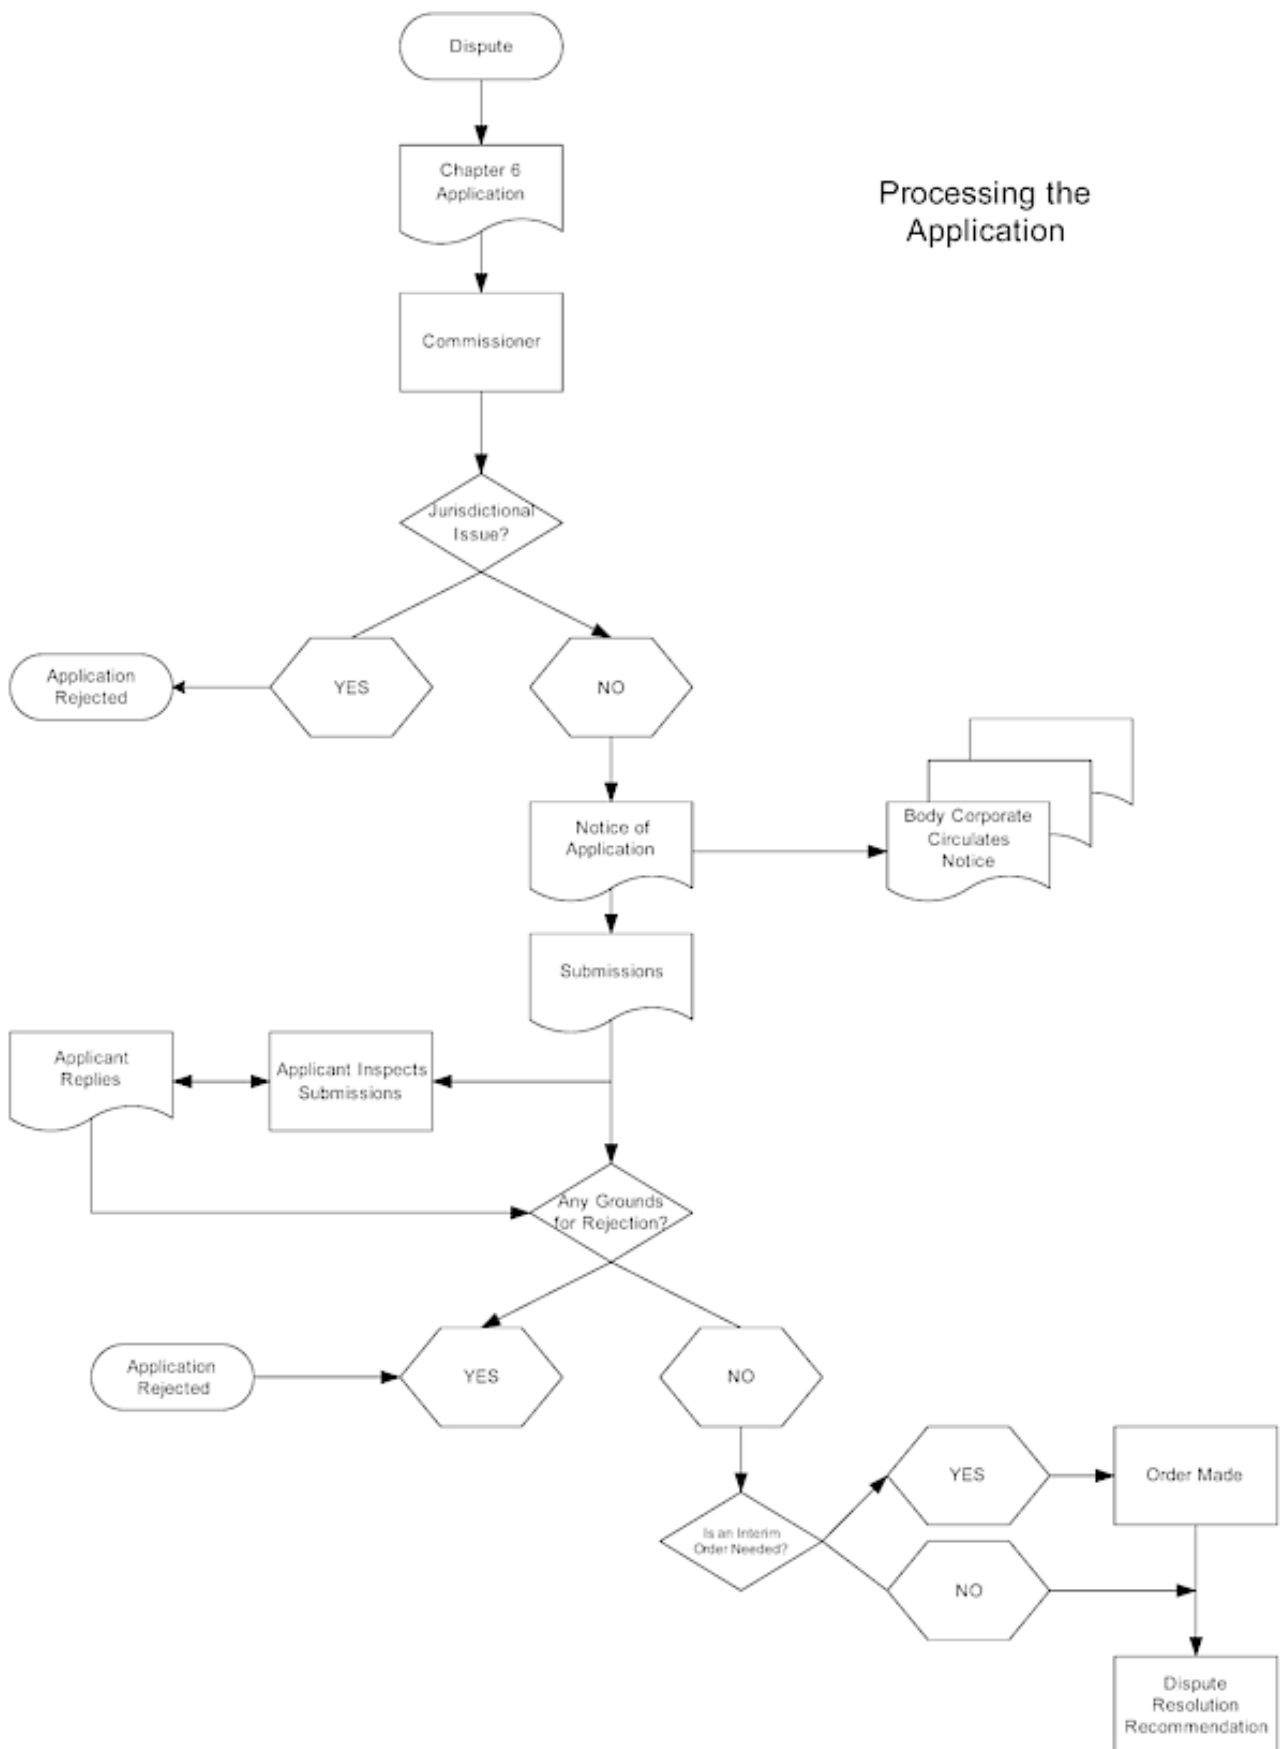 Dispute
Chapter 6
Application
Processing the
Application
Commissioner
Jurisdictional
Issue?
Application
Rejected
YES
NO
Notice of
Application
Body Corporate
Circulates
Notice
Submissions
Applicant
Replies
Applicant Inspects
Submissions
Any Grounds
for Rejection?
Application
Rejected
YES
NO
YES
Order Made
Is an Interim
Order Needed?
NO
Dispute
Resolution
Recommendation